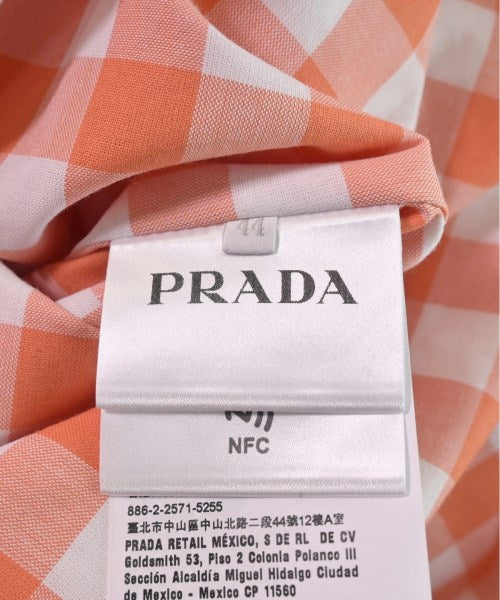 44
PRADA
NFC
886-2-2571-5255
臺北市中山區中山北路二段44號12樓A室
PRADA RETAIL MÉXICO, S DE RL DE CV
Goldsmith 53, Piso 2 Colonia Polanco III
Sección Alcaldía Miguel Hidalgo Ciudad
de Mexico - Mexico CP 11560